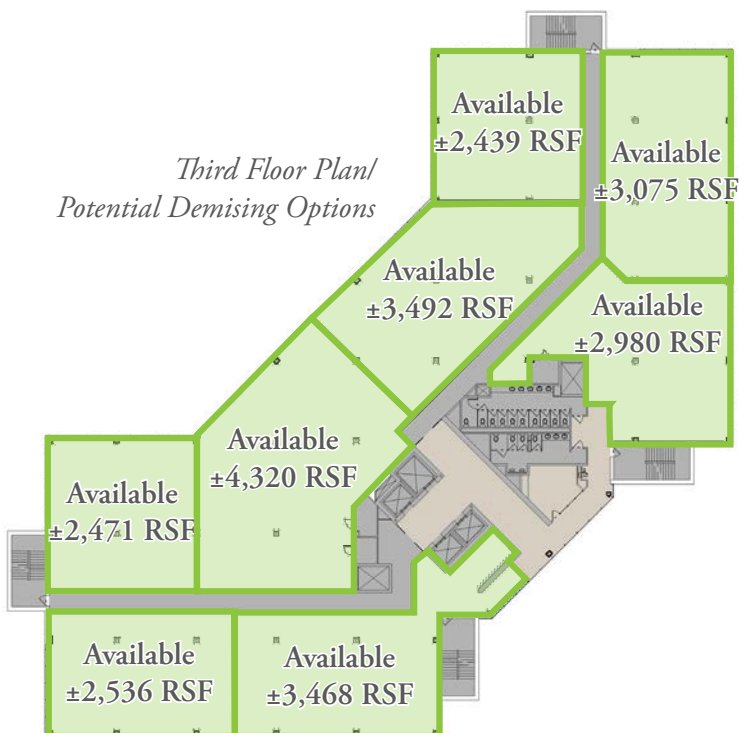 Third Floor Plan/
Potential Demising Options
Available
±2,439 RSF
Available
±3,075 RSF
Available
±3,492 RSF
Available
±2,980 RSF
Available
±4,320 RSF
Available
±2,471 RSF
Available
±2,536 RSF
Available
±3,468 RSF